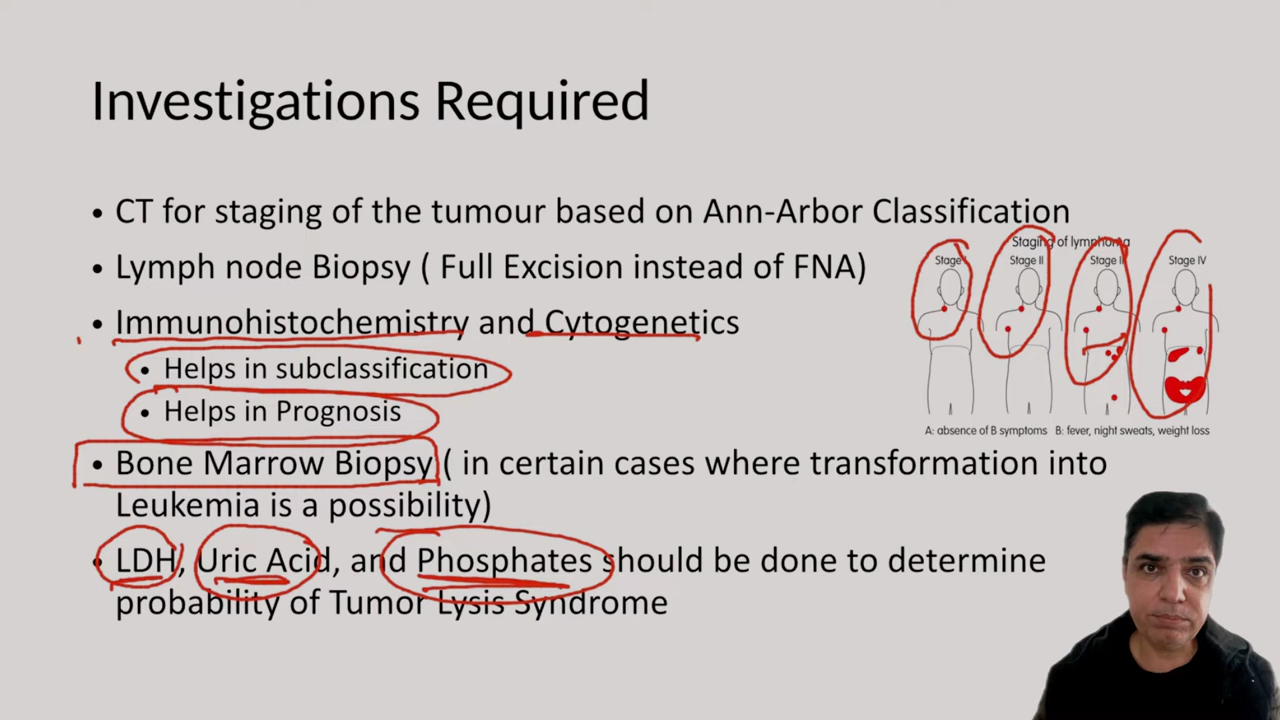 Investigations Required
• CT for staging of the tumour based on Ann-Arbor Classification
• Lymph node Biopsy ( Full Excision instead of FNA)
• Immunohistochemistry and Cytogenetics
• Helps in subclassification
• Helps in Prognosis
• Bone Marrow Biopsy ( in certain cases where transformation into
Leukemia is a possibility)
• LDH, Uric Acid, and Phosphates should be done to determine
probability of Tumor Lysis Syndrome
Staging of lymphoma
Stage Stage II Stage Stage IV
A: absence of B symptoms B: fever, night sweats, weight loss